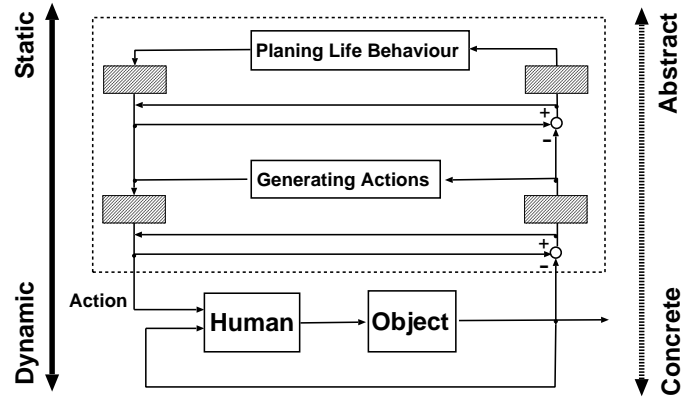 Static
Abstract
Planing Life Behaviour
+
-
Generating Actions
+
-
Action
Human
Object
Dynamic
Concrete